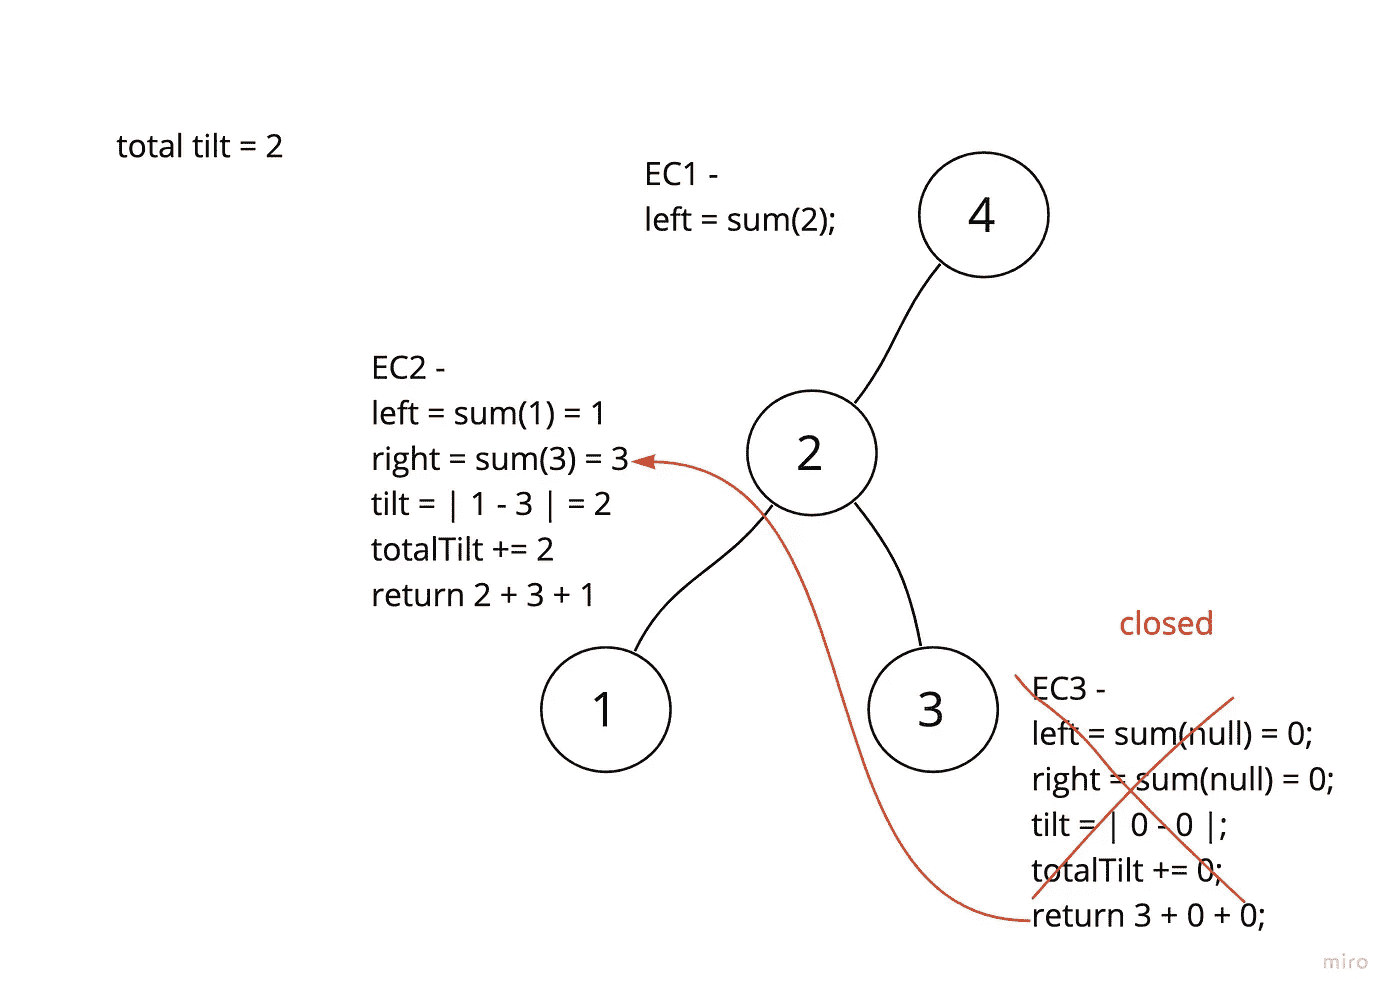 total tilt = 2
EC1 -
left = sum(2);
4
EC2 -
left = sum(1) = 1
right = sum(3) = 3
tilt = | 1 - 3 | = 2
totalTilt += 2
return 2 + 3 + 1
2
1
3
closed
EC3 -
left = sum(null) = 0;
right = sum(null) = 0;
tilt = | 0 - 0 |;
totalTilt += 0;
return 3 + 0 + 0;
miro